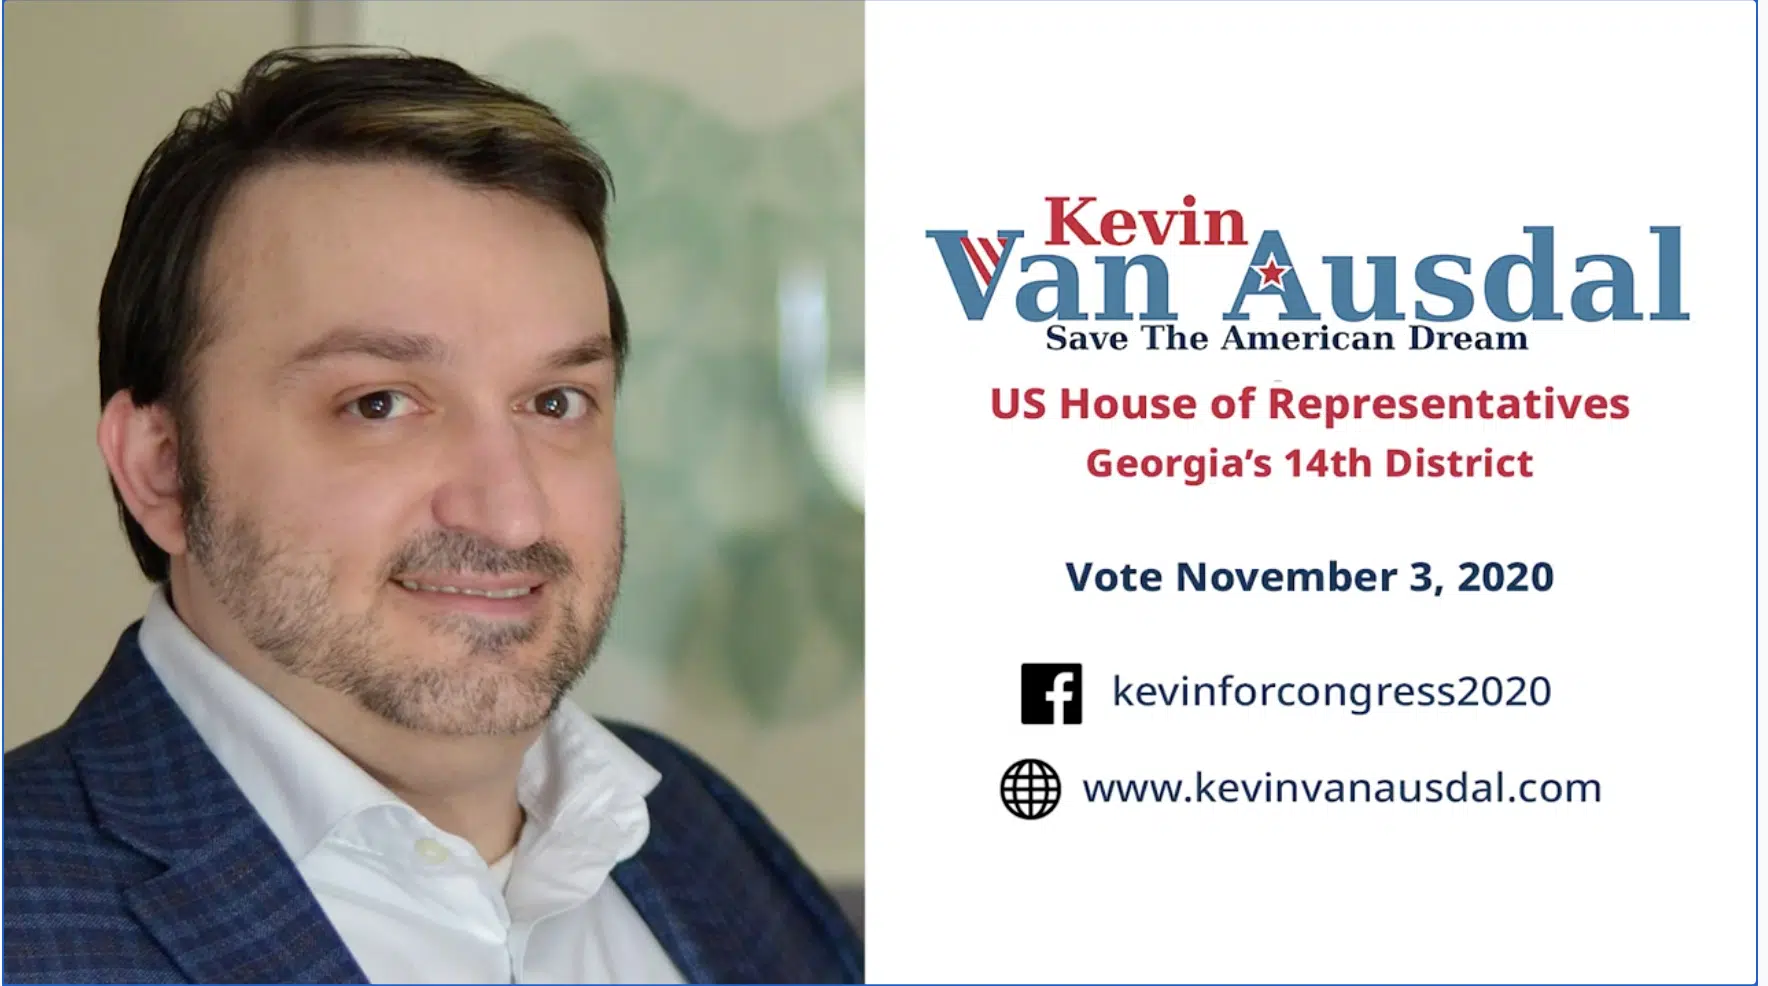 Kevin
Van Ausdal
Save The American Dream
US House of Representatives
Georgia’s 14th District
Vote November 3, 2020
kevinforcongress2020
www.kevinvanausdal.com